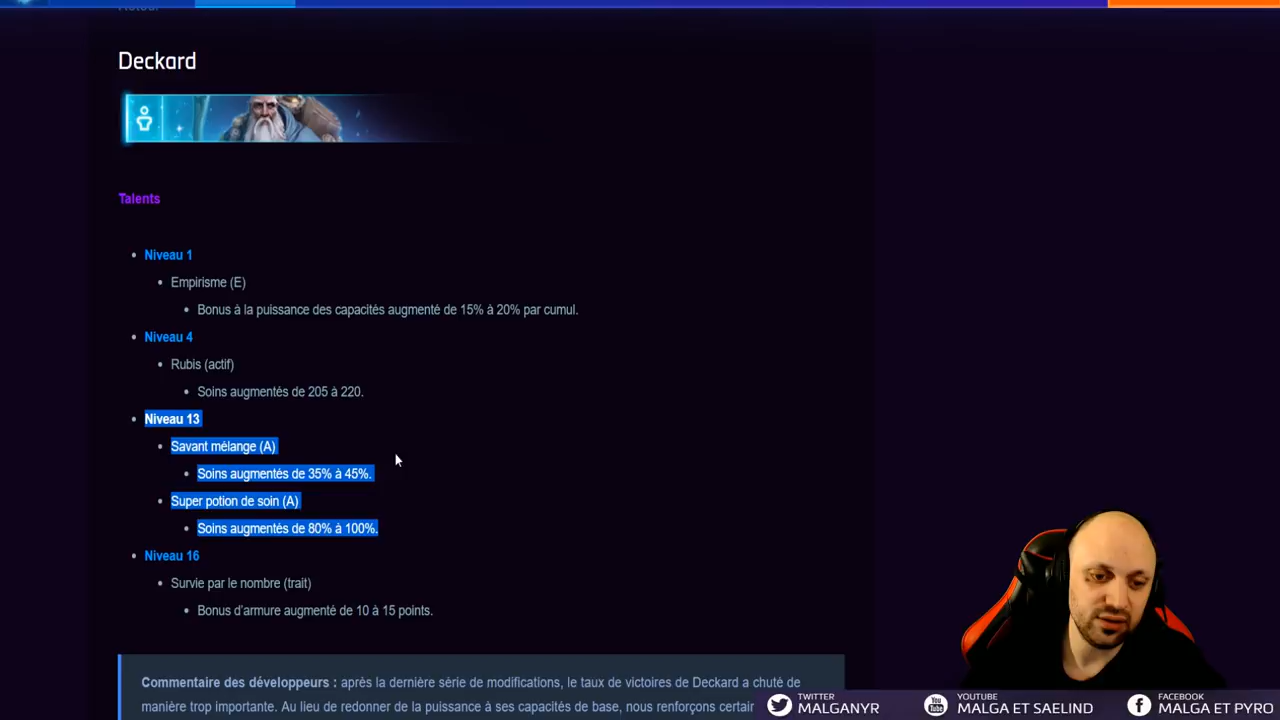 Deckard
Talents
• Niveau 1
• Empirisme (E)
• Bonus à la puissance des capacités augmenté de 15% à 20% par cumul.
• Niveau 4
• Rubis (actif)
• Soins augmentés de 205 à 220.
• Niveau 13
• Savant mélange (A)
• Soins augmentés de 35% à 45%.
• Super potion de soin (A)
• Soins augmentés de 80% à 100%.
• Niveau 16
• Survie par le nombre (trait)
• Bonus d'armure augmenté de 10 à 15 points.
Commentaire des développeurs : après la dernière série de modifications, le taux de victoires de Deckard a chuté de
manière trop importante. Au lieu de redonner de la puissance à ses capacités de base, nous renforçons certain
TWITTER
MALGANYR
You Tube
YOUTUBE
MALGA ET SAELIND
FACEBOOK
MALGA ET PYRO